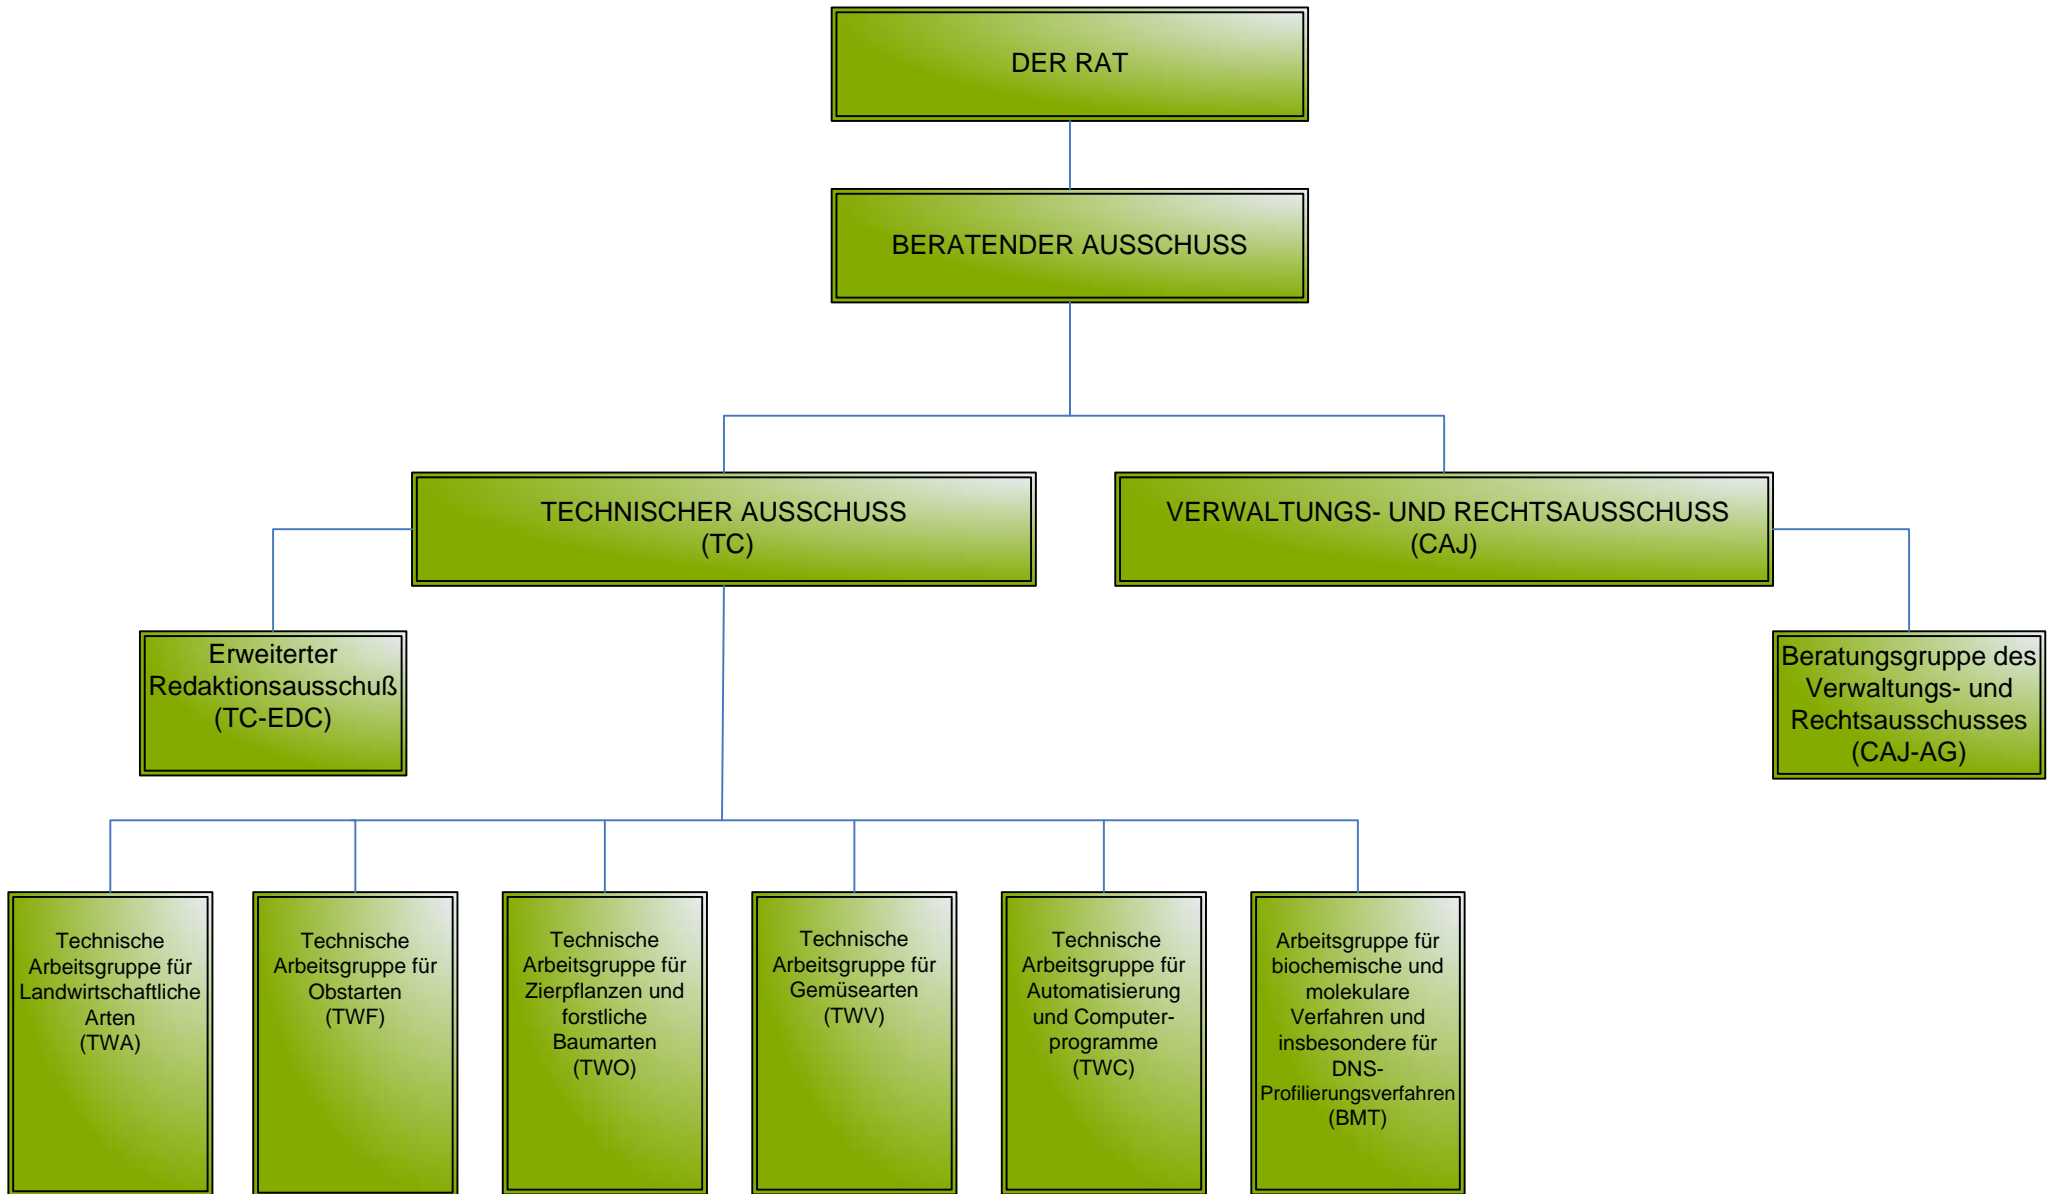 DER RAT
BERATENDER AUSSCHUSS
TECHNISCHER AUSSCHUSS
(TC)
VERWALTUNGS- UND RECHTSAUSSCHUSS
(CAJ)
Erweiterter
Redaktionsausschuß
(TC-EDC)
Beratungsgruppe des
Verwaltungs- und
Rechtsausschusses
(CAJ-AG)
Technische
Arbeitsgruppe für
Landwirtschaftliche
Arten
(TWA)
Technische
Arbeitsgruppe für
Obstarten
(TWF)
Technische
Arbeitsgruppe für
Zierpflanzen und
forstliche
Baumarten
(TWO)
Technische
Arbeitsgruppe für
Gemüsearten
(TWV)
Technische
Arbeitsgruppe für
Automatisierung
und Computer-
programme
(TWC)
Arbeitsgruppe für
biochemische und
molekulare
Verfahren und
insbesondere für
DNS-
Profilierungsverfahren
(BMT)